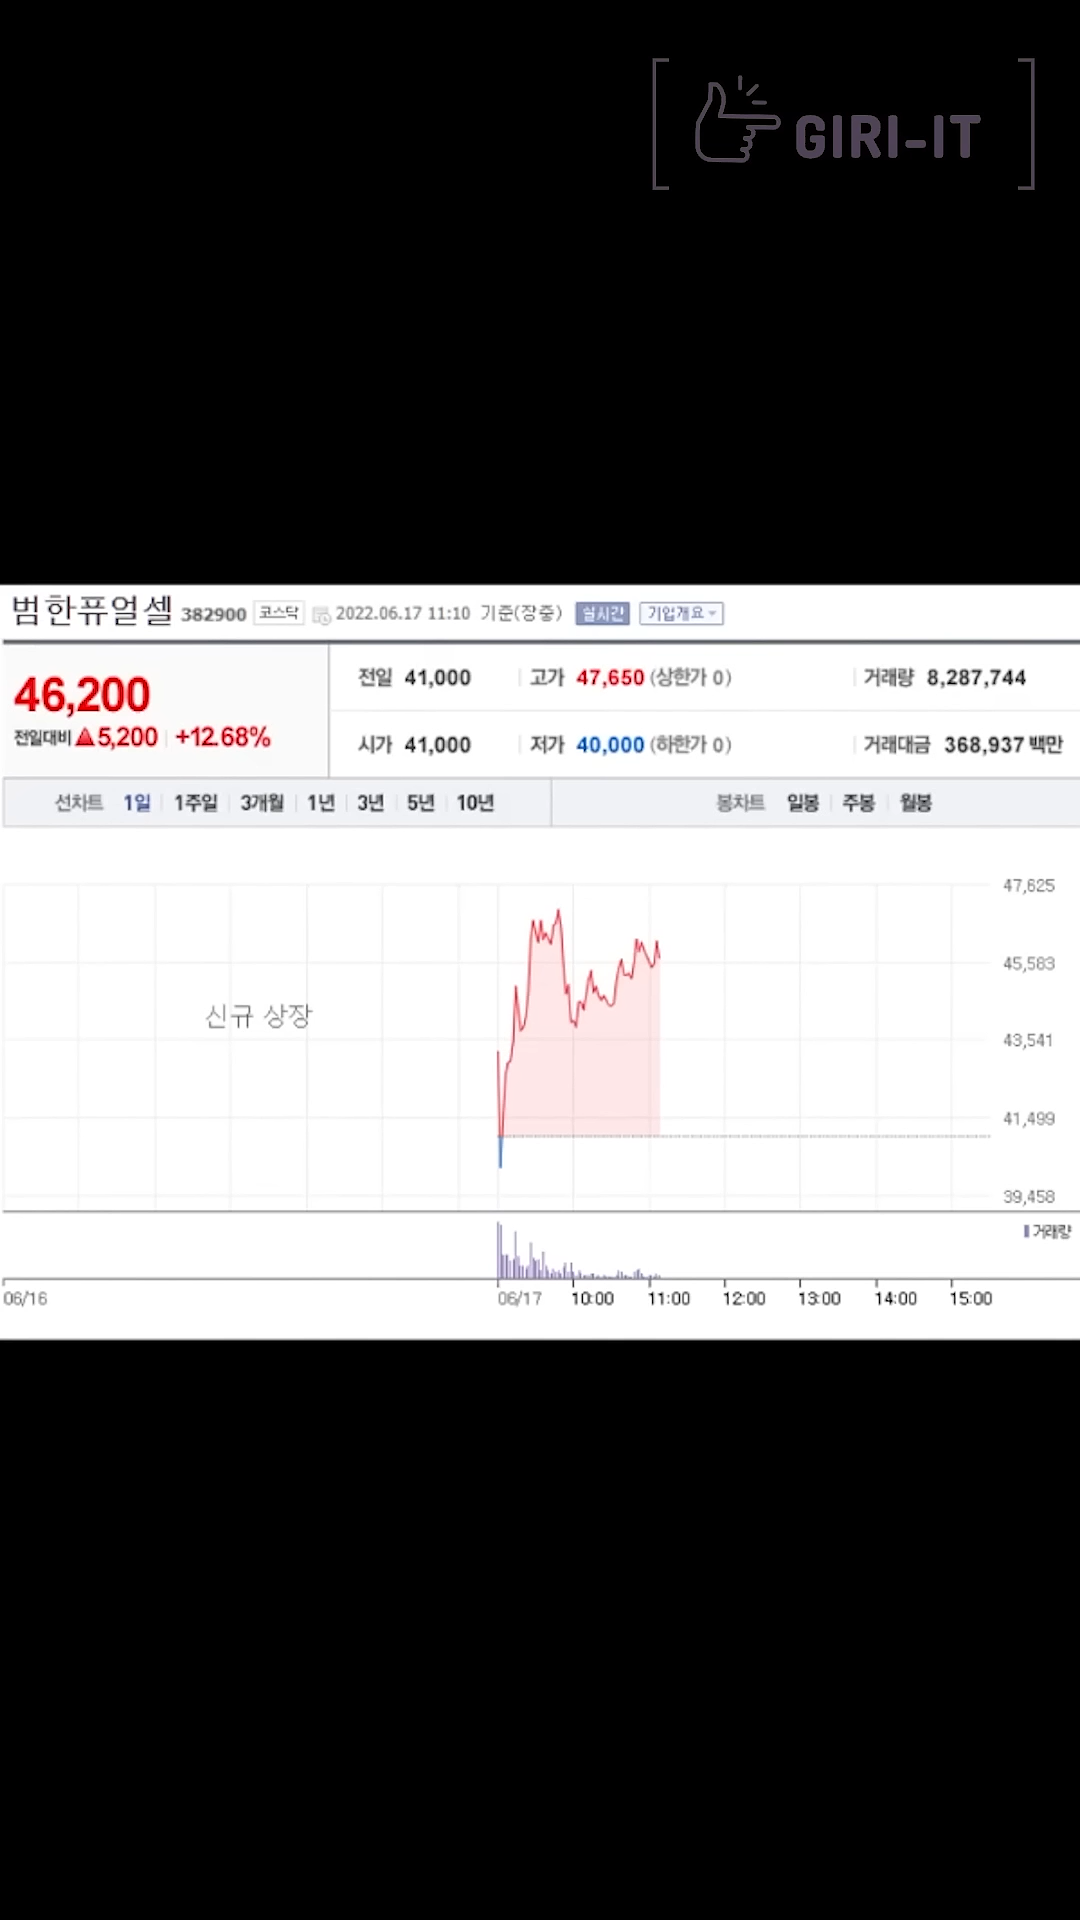 GIRI-IT
범한퓨얼셀 382900 코스닥 2022.06.17 11:10 기준(장중) 실시간 기업개요
46,200
전일대비 ▲5,200 +12.68%
전일 41,000 고가 47,650 (상한가 0) 거래량 8,287,744
시가 41,000 저가 40,000 (하한가 0) 거래대금 368,937 백만
선차트 1일 1주일 3개월 1년 3년 5년 10년 봉차트 일봉 주봉 월봉
47,625
45,583
신규 상장
43,541
41,499
39,458
거래량
06/16 06/17 10:00 11:00 12:00 13:00 14:00 15:00